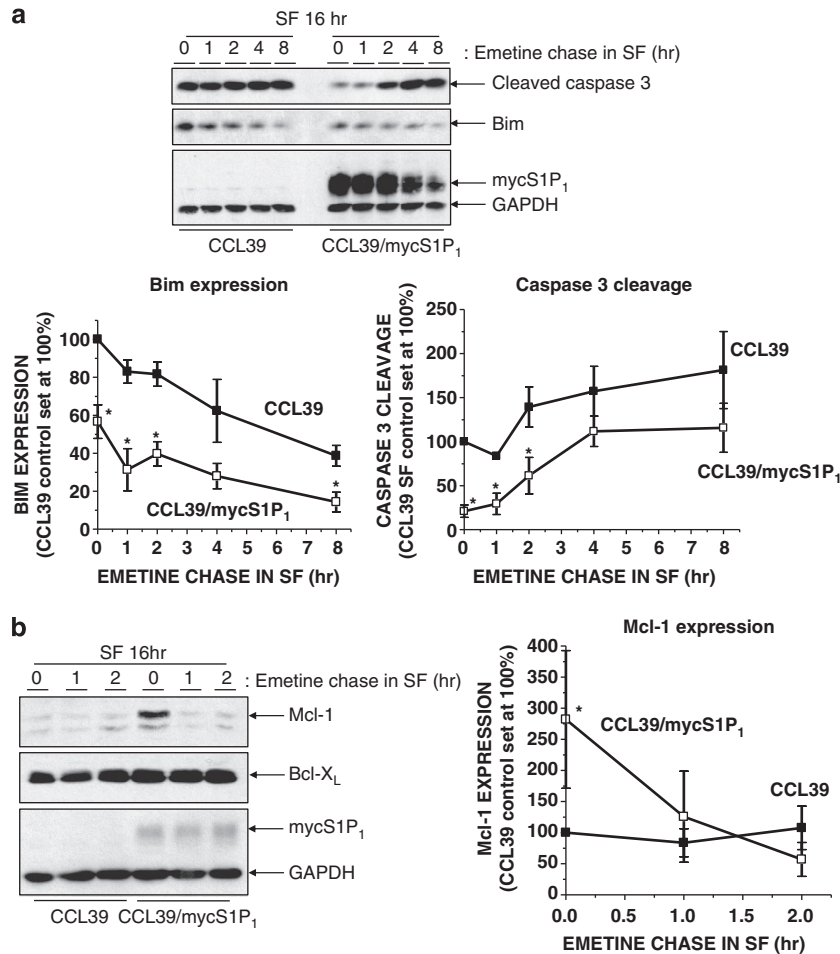 a
SF 16 hr
0 1 2 4 8 0 1 2 4 8 : Emetine chase in SF (hr)
Cleaved caspase 3
Bim
mycS1P1
GAPDH
CCL39 CCL39/mycS1P1
Bim expression
BIM EXPRESSION
(CCL39 control set at 100%)
100
80
60
40
20
0
*
*
*
*
CCL39
CCL39/mycS1P1
0 1 2 3 4 5 6 7 8
EMETINE CHASE IN SF (hr)
Caspase 3 cleavage
CASPASE 3 CLEAVAGE
(CCL39 SF control set at 100%)
250
200
150
100
50
0
*
*
*
CCL39
CCL39/mycS1P1
0 1 2 3 4 5 6 7 8
EMETINE CHASE IN SF (hr)
b
SF 16hr
0 1 2 0 1 2 : Emetine chase in SF (hr)
Mcl-1
Bcl-XL
mycS1P1
GAPDH
CCL39 CCL39/mycS1P1
Mcl-1 expression
Mcl-1 EXPRESSION
(CCL39 control set at 100%)
400
350
300
250
200
150
100
50
0
*
CCL39/mycS1P1
CCL39
0.0 0.5 1.0 1.5 2.0
EMETINE CHASE IN SF (hr)